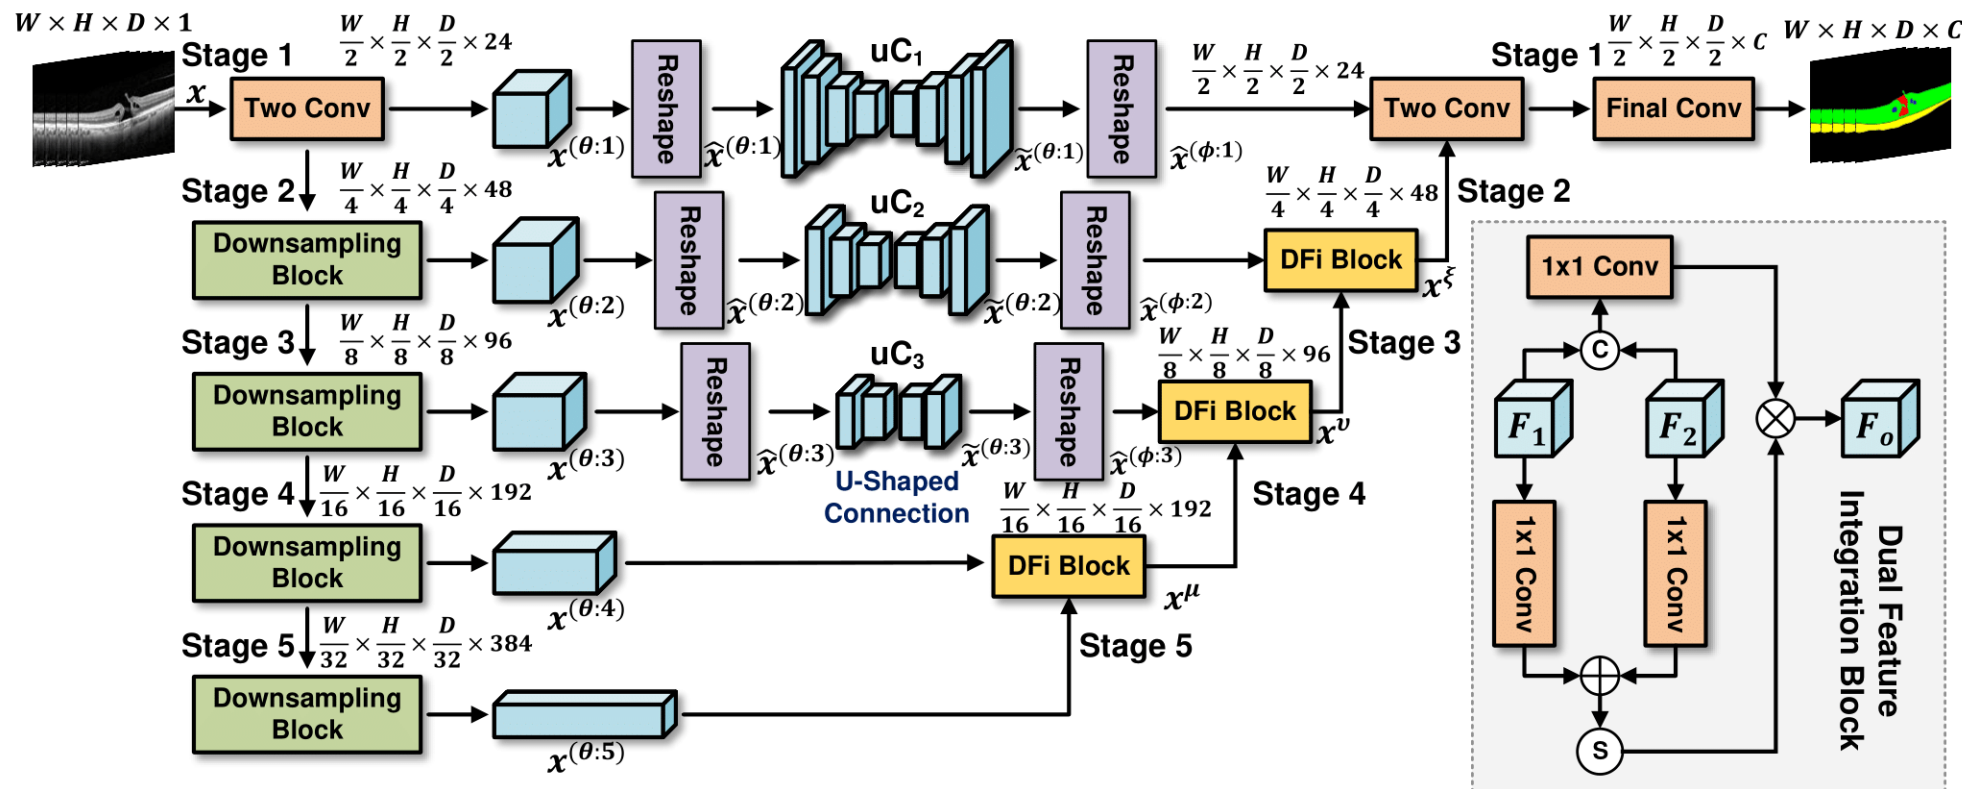 W × H × D × 1
Stage 1
W/2 × H/2 × D/2 × 24
x
Two Conv
x^(θ:1)
Reshape
x̂^(θ:1)
uC₁
x̃^(θ:1)
Reshape
x̂^(ϕ:1)
W/2 × H/2 × D/2 × 24
Two Conv
Stage 1
W/2 × H/2 × D/2 × C
Final Conv
W × H × D × C
Stage 2
W/4 × H/4 × D/4 × 48
Downsampling
Block
x^(θ:2)
Reshape
x̂^(θ:2)
uC₂
x̃^(θ:2)
Reshape
x̂^(ϕ:2)
W/4 × H/4 × D/4 × 48
Stage 2
DFi Block
x^ξ
Stage 3
W/8 × H/8 × D/8 × 96
Downsampling
Block
x^(θ:3)
Reshape
x̂^(θ:3)
uC₃
x̃^(θ:3)
U-Shaped
Connection
Reshape
x̂^(ϕ:3)
W/8 × H/8 × D/8 × 96
Stage 3
DFi Block
x^υ
Stage 4
W/16 × H/16 × D/16 × 192
Downsampling
Block
x^(θ:4)
W/16 × H/16 × D/16 × 192
Stage 4
DFi Block
x^μ
Stage 5
W/32 × H/32 × D/32 × 384
Downsampling
Block
x^(θ:5)
Stage 5
1x1 Conv
C
F₁
F₂
Fₒ
1x1 Conv
1x1 Conv
S
Dual Feature
Integration Block